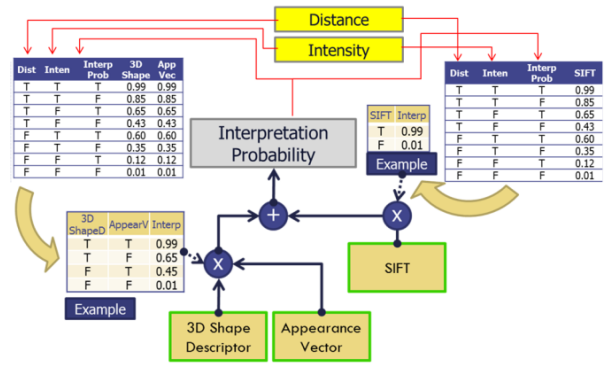 Distance
Intensity
Dist Inten Interp Prob 3D Shape App Vec
T T T 0.99 0.99
T T F 0.85 0.85
T F T 0.65 0.65
T F F 0.43 0.43
F T T 0.60 0.60
F T F 0.35 0.35
F F T 0.12 0.12
F F F 0.01 0.01
Dist Inten Interp Prob SIFT
T T T 0.99
T T F 0.85
T F T 0.65
T F F 0.43
F T T 0.60
F T F 0.35
F F T 0.12
F F F 0.01
SIFT Interp
T 0.99
F 0.01
Example
Interpretation
Probability
+
X
SIFT
3D ShapeD AppearV Interp
T T 0.99
T F 0.65
F T 0.45
F F 0.01
Example
X
3D Shape
Descriptor
Appearance
Vector